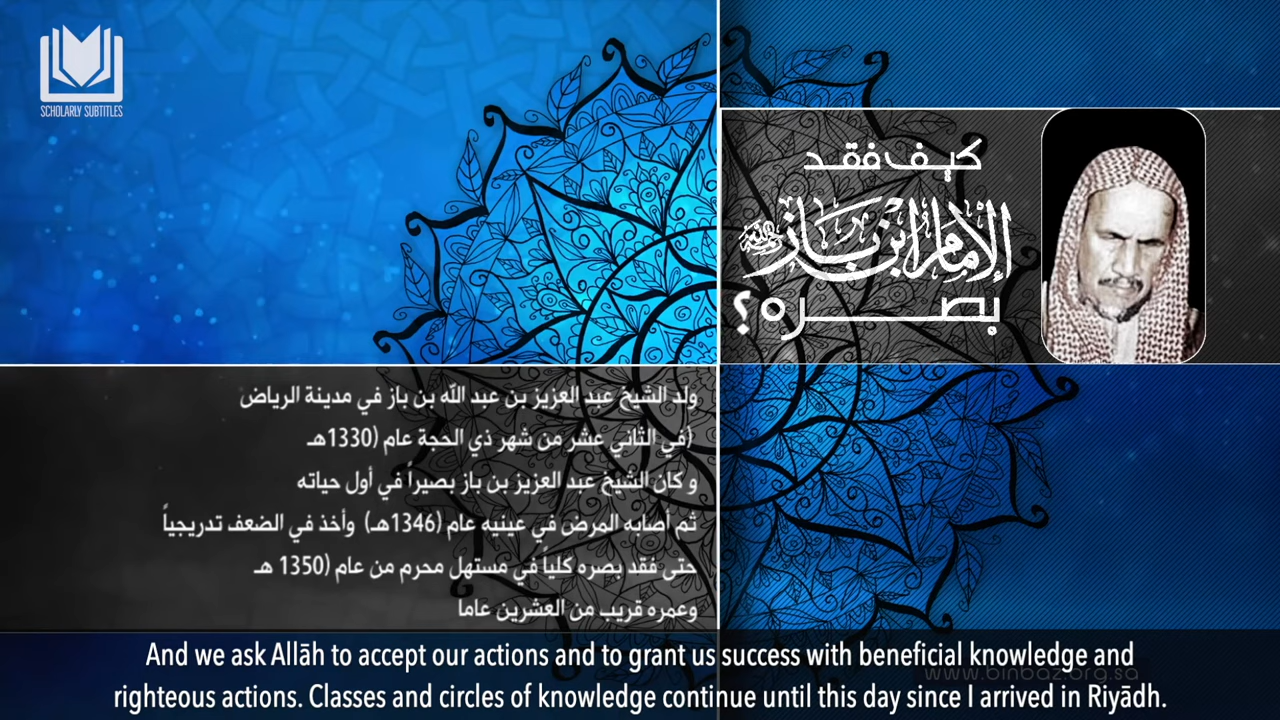 SCHOLARLY SUBTITLES
كيف فقد
الإمام ابن باز رحمه الله
بصره؟
ولد الشيخ عبد العزيز بن عبد الله بن باز في مدينة الرياض
(في الثاني عشر من شهر ذي الحجة عام (1330هـ
و كان الشيخ عبد العزيز بن باز بصيراً في أول حياته
ثم أصابه المرض في عينيه عام (1346هـ) وأخذ في الضعف تدريجياً
حتى فقد بصره كلياً في مستهل محرم من عام (1350 هـ
وعمره قريب من العشرين عاما
And we ask Allāh to accept our actions and to grant us success with beneficial knowledge and
righteous actions. Classes and circles of knowledge continue until this day since I arrived in Riyādh.
www.binbaz.org.sa